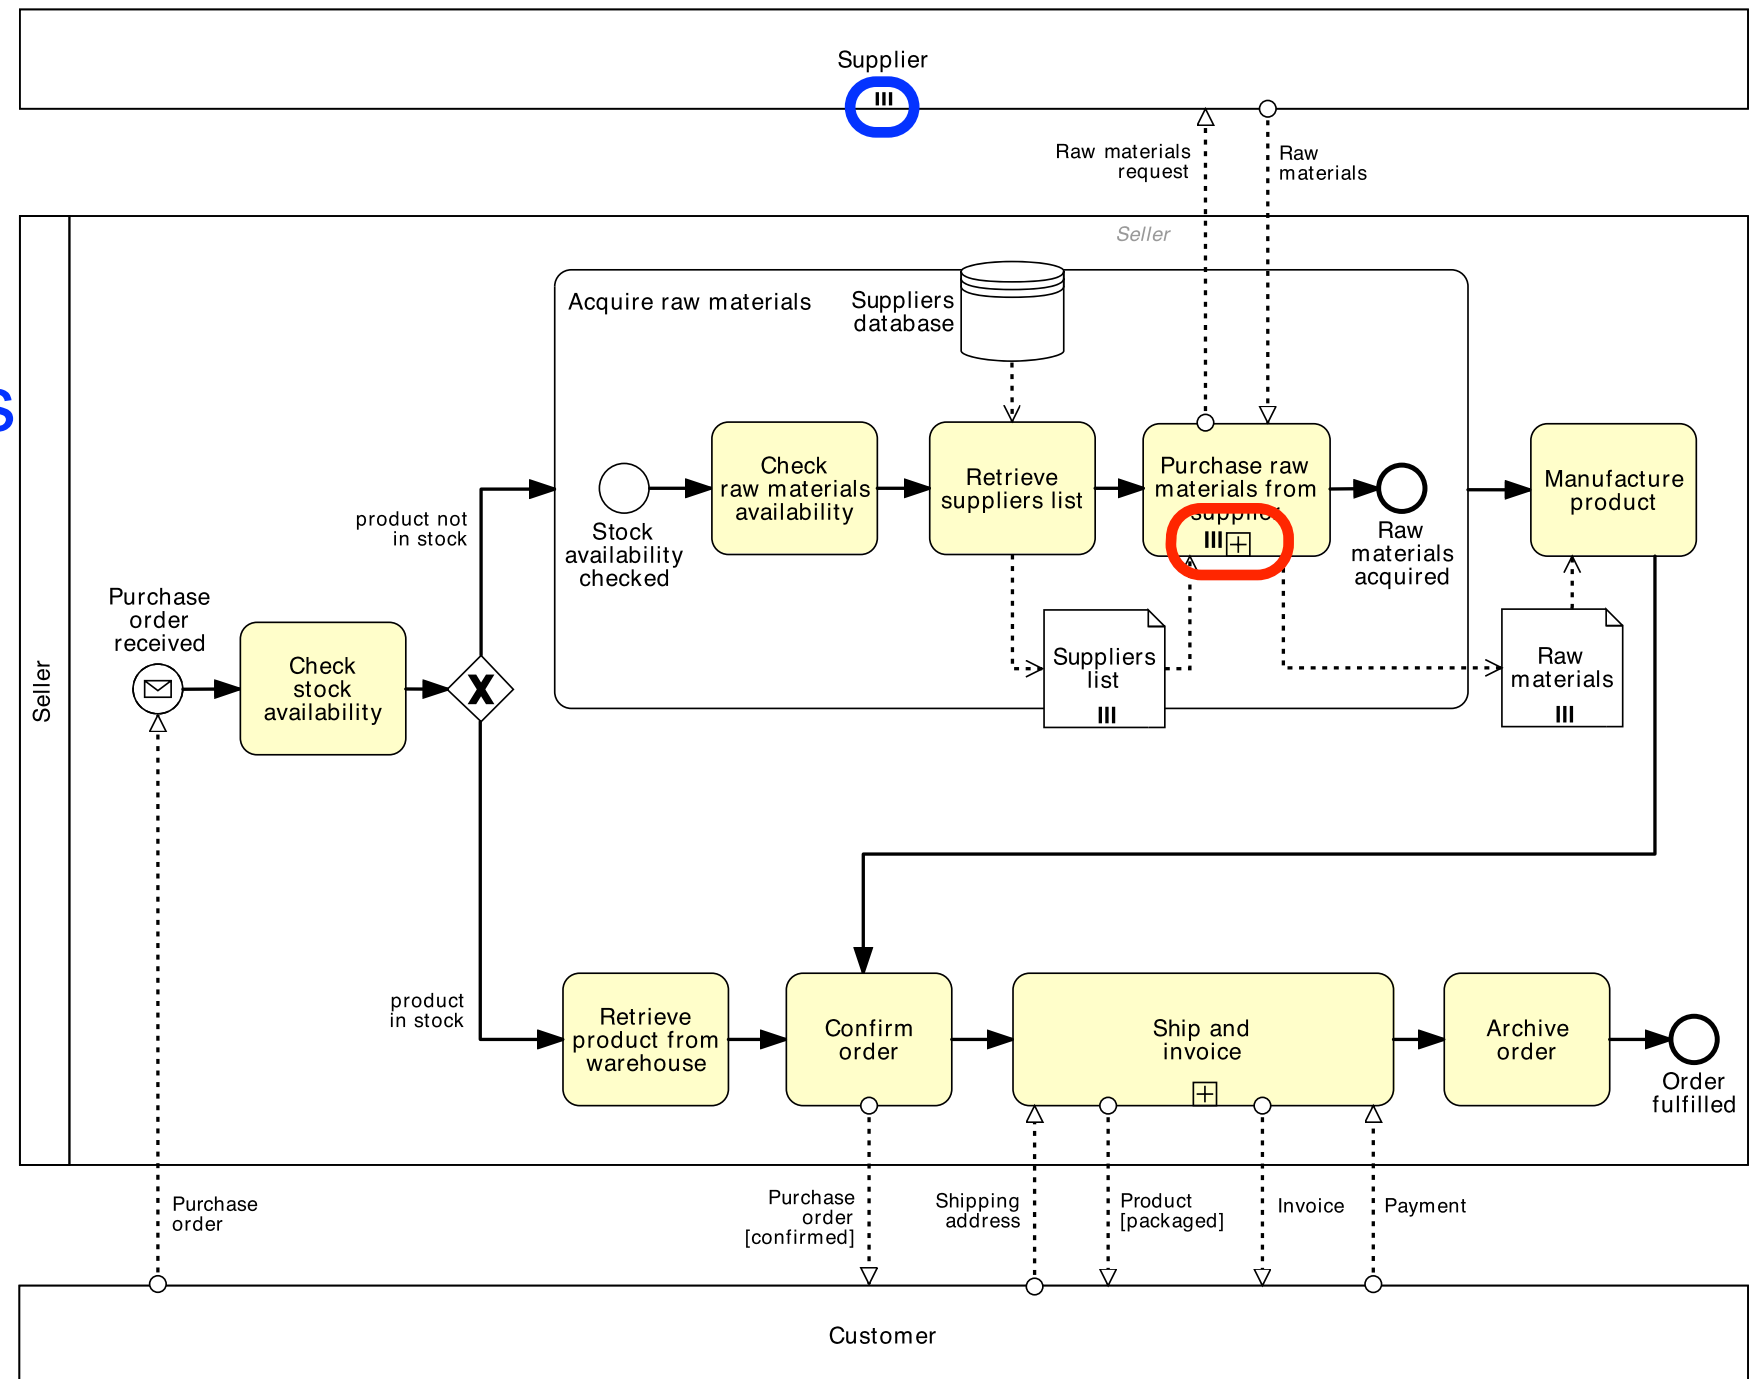 Supplier
Raw materials
request
Raw
materials
Seller
Acquire raw materials
Suppliers
database
S
Check
raw materials
availability
Retrieve
suppliers list
Purchase raw
materials from
supplier
Manufacture
product
product not
in stock
Stock
availability
checked
Raw
materials
acquired
Purchase
order
received
Check
stock
availability
X
Suppliers
list
Raw
materials
Seller
product
in stock
Retrieve
product from
warehouse
Confirm
order
Ship and
invoice
Archive
order
Order
fulfilled
Purchase
order
Purchase
order
[confirmed]
Shipping
address
Product
[packaged]
Invoice
Payment
Customer